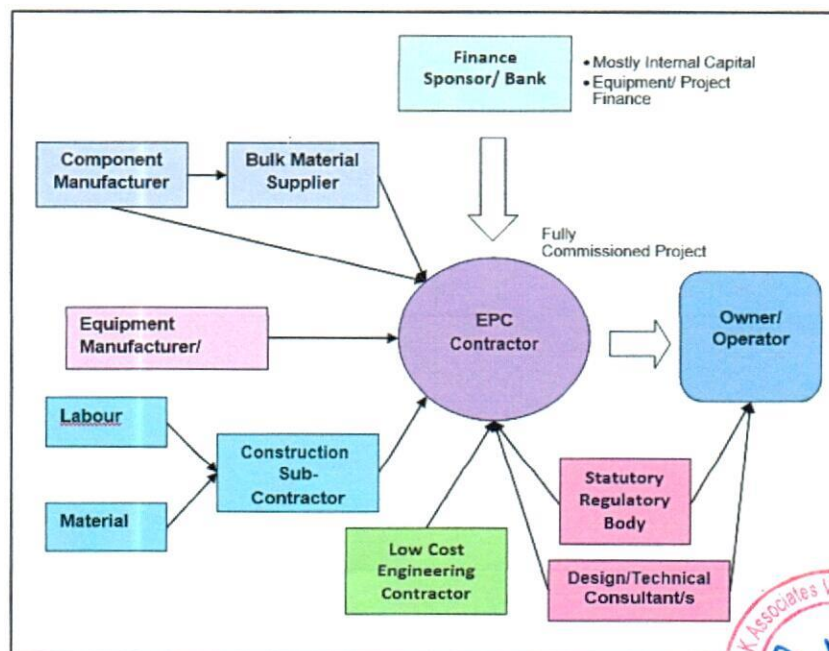 Finance
Sponsor/ Bank
• Mostly Internal Capital
• Equipment/ Project
Finance
Component
Manufacturer
Bulk Material
Supplier
Fully
Commissioned Project
EPC
Contractor
Owner/
Operator
Equipment
Manufacturer/
Labour
Material
Construction
Sub-
Contractor
Statutory
Regulatory
Body
Low Cost
Engineering
Contractor
Design/Technical
Consultant/s
K Associates